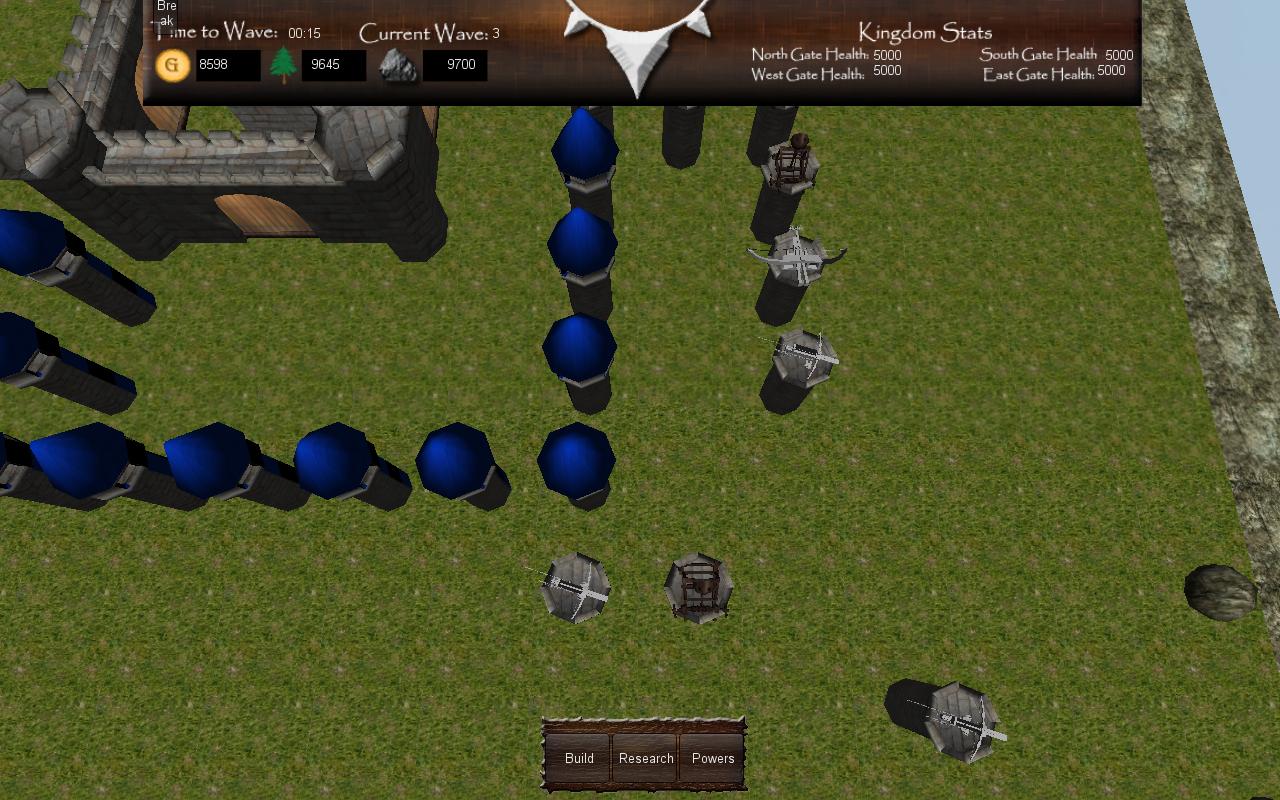 Bre
ak
Time to Wave: 00:15
Current Wave: 3
Kingdom Stats
G 8598 9645 9700
North Gate Health: 5000
South Gate Health 5000
West Gate Health: 5000
East Gate Health: 5000
Build Research Powers